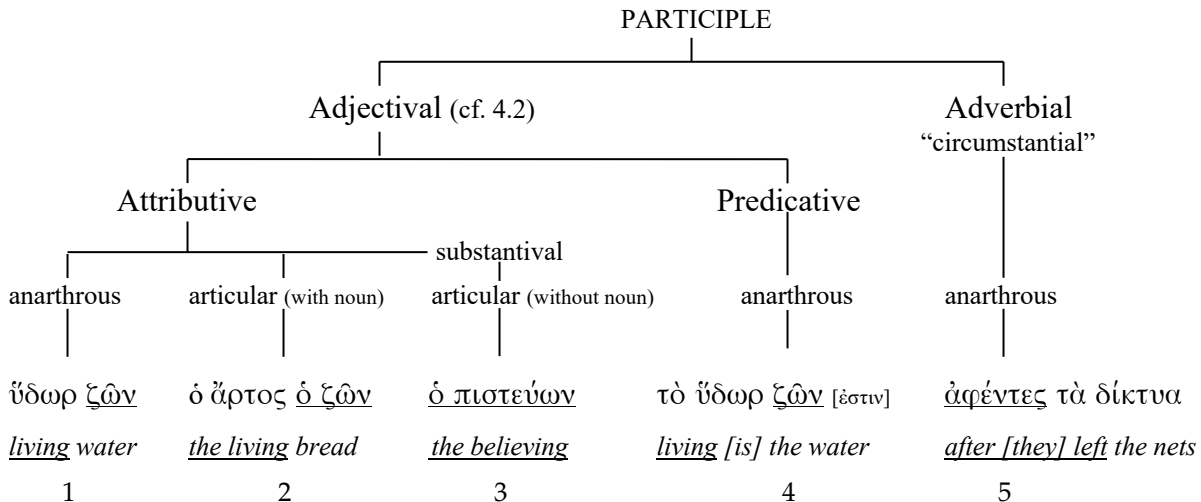 PARTICIPLE
Adjectival (cf. 4.2) Adverbial
“circumstantial”
Attributive Predicative
substantival
anarthrous articular (with noun) articular (without noun) anarthrous anarthrous
ὕδωρ ζῶν ὁ ἄρτος ὁ ζῶν ὁ πιστεύων τὸ ὕδωρ ζῶν [ἐστιν] ἀφέντες τὰ δίκτυα
living water the living bread the believing living [is] the water after [they] left the nets
1 2 3 4 5